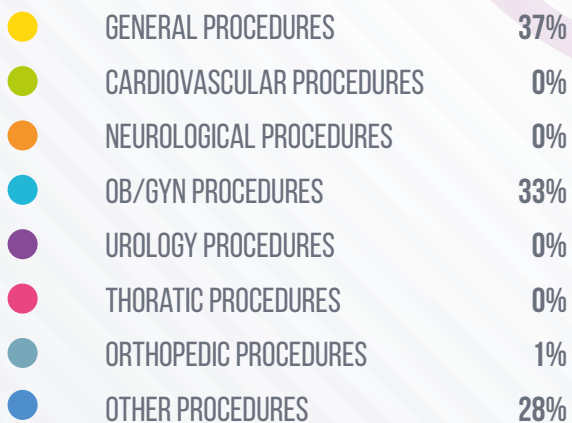 GENERAL PROCEDURES 37%
CARDIOVASCULAR PROCEDURES 0%
NEUROLOGICAL PROCEDURES 0%
OB/GYN PROCEDURES 33%
UROLOGY PROCEDURES 0%
THORATIC PROCEDURES 0%
ORTHOPEDIC PROCEDURES 1%
OTHER PROCEDURES 28%